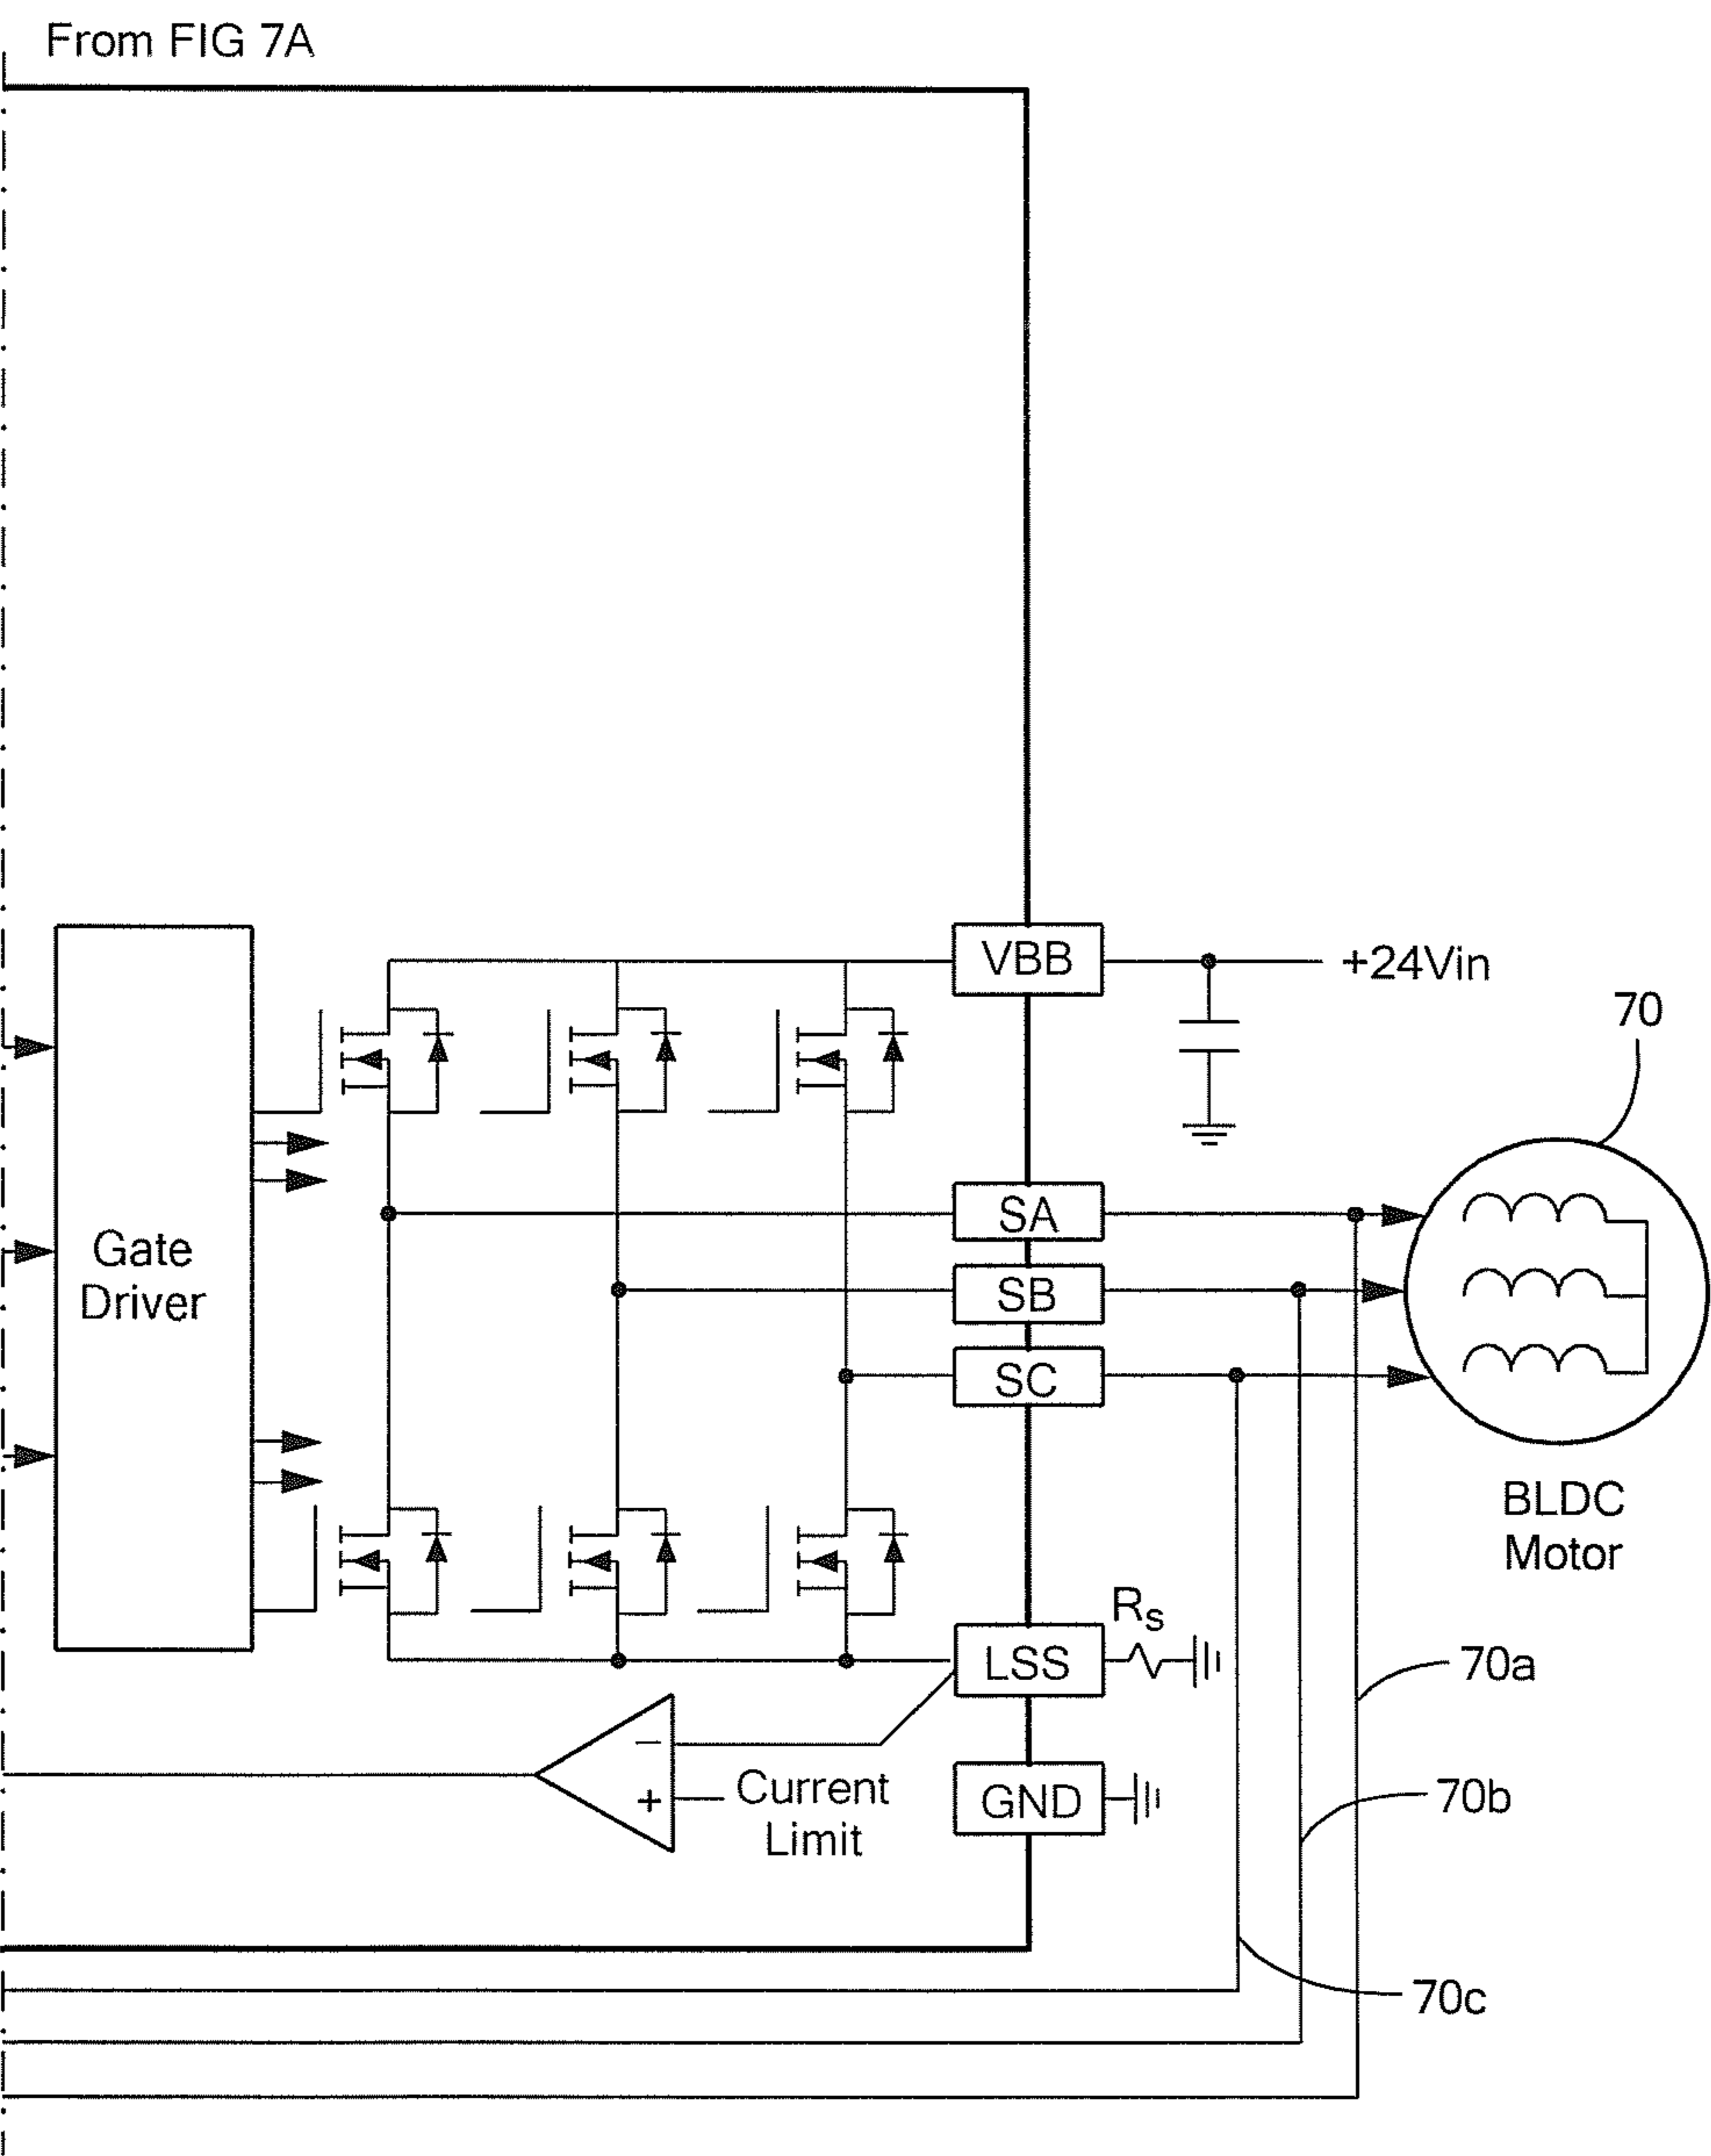 From FIG 7A
VBB
+24Vin
70
SA
Gate
Driver
SB
SC
BLDC
Motor
Rs
LSS
70a
−
+
Current
Limit
GND
70b
70c